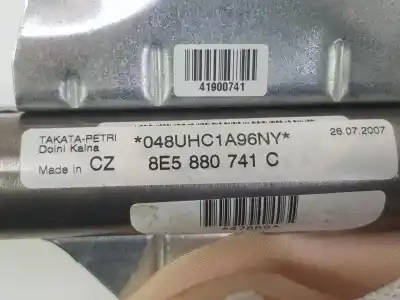 41900741
TAKATA-PETRI
Dolni Kalna
*048UHC1A96NY*
26.07.2007
Made in CZ
8E5 880 741 C